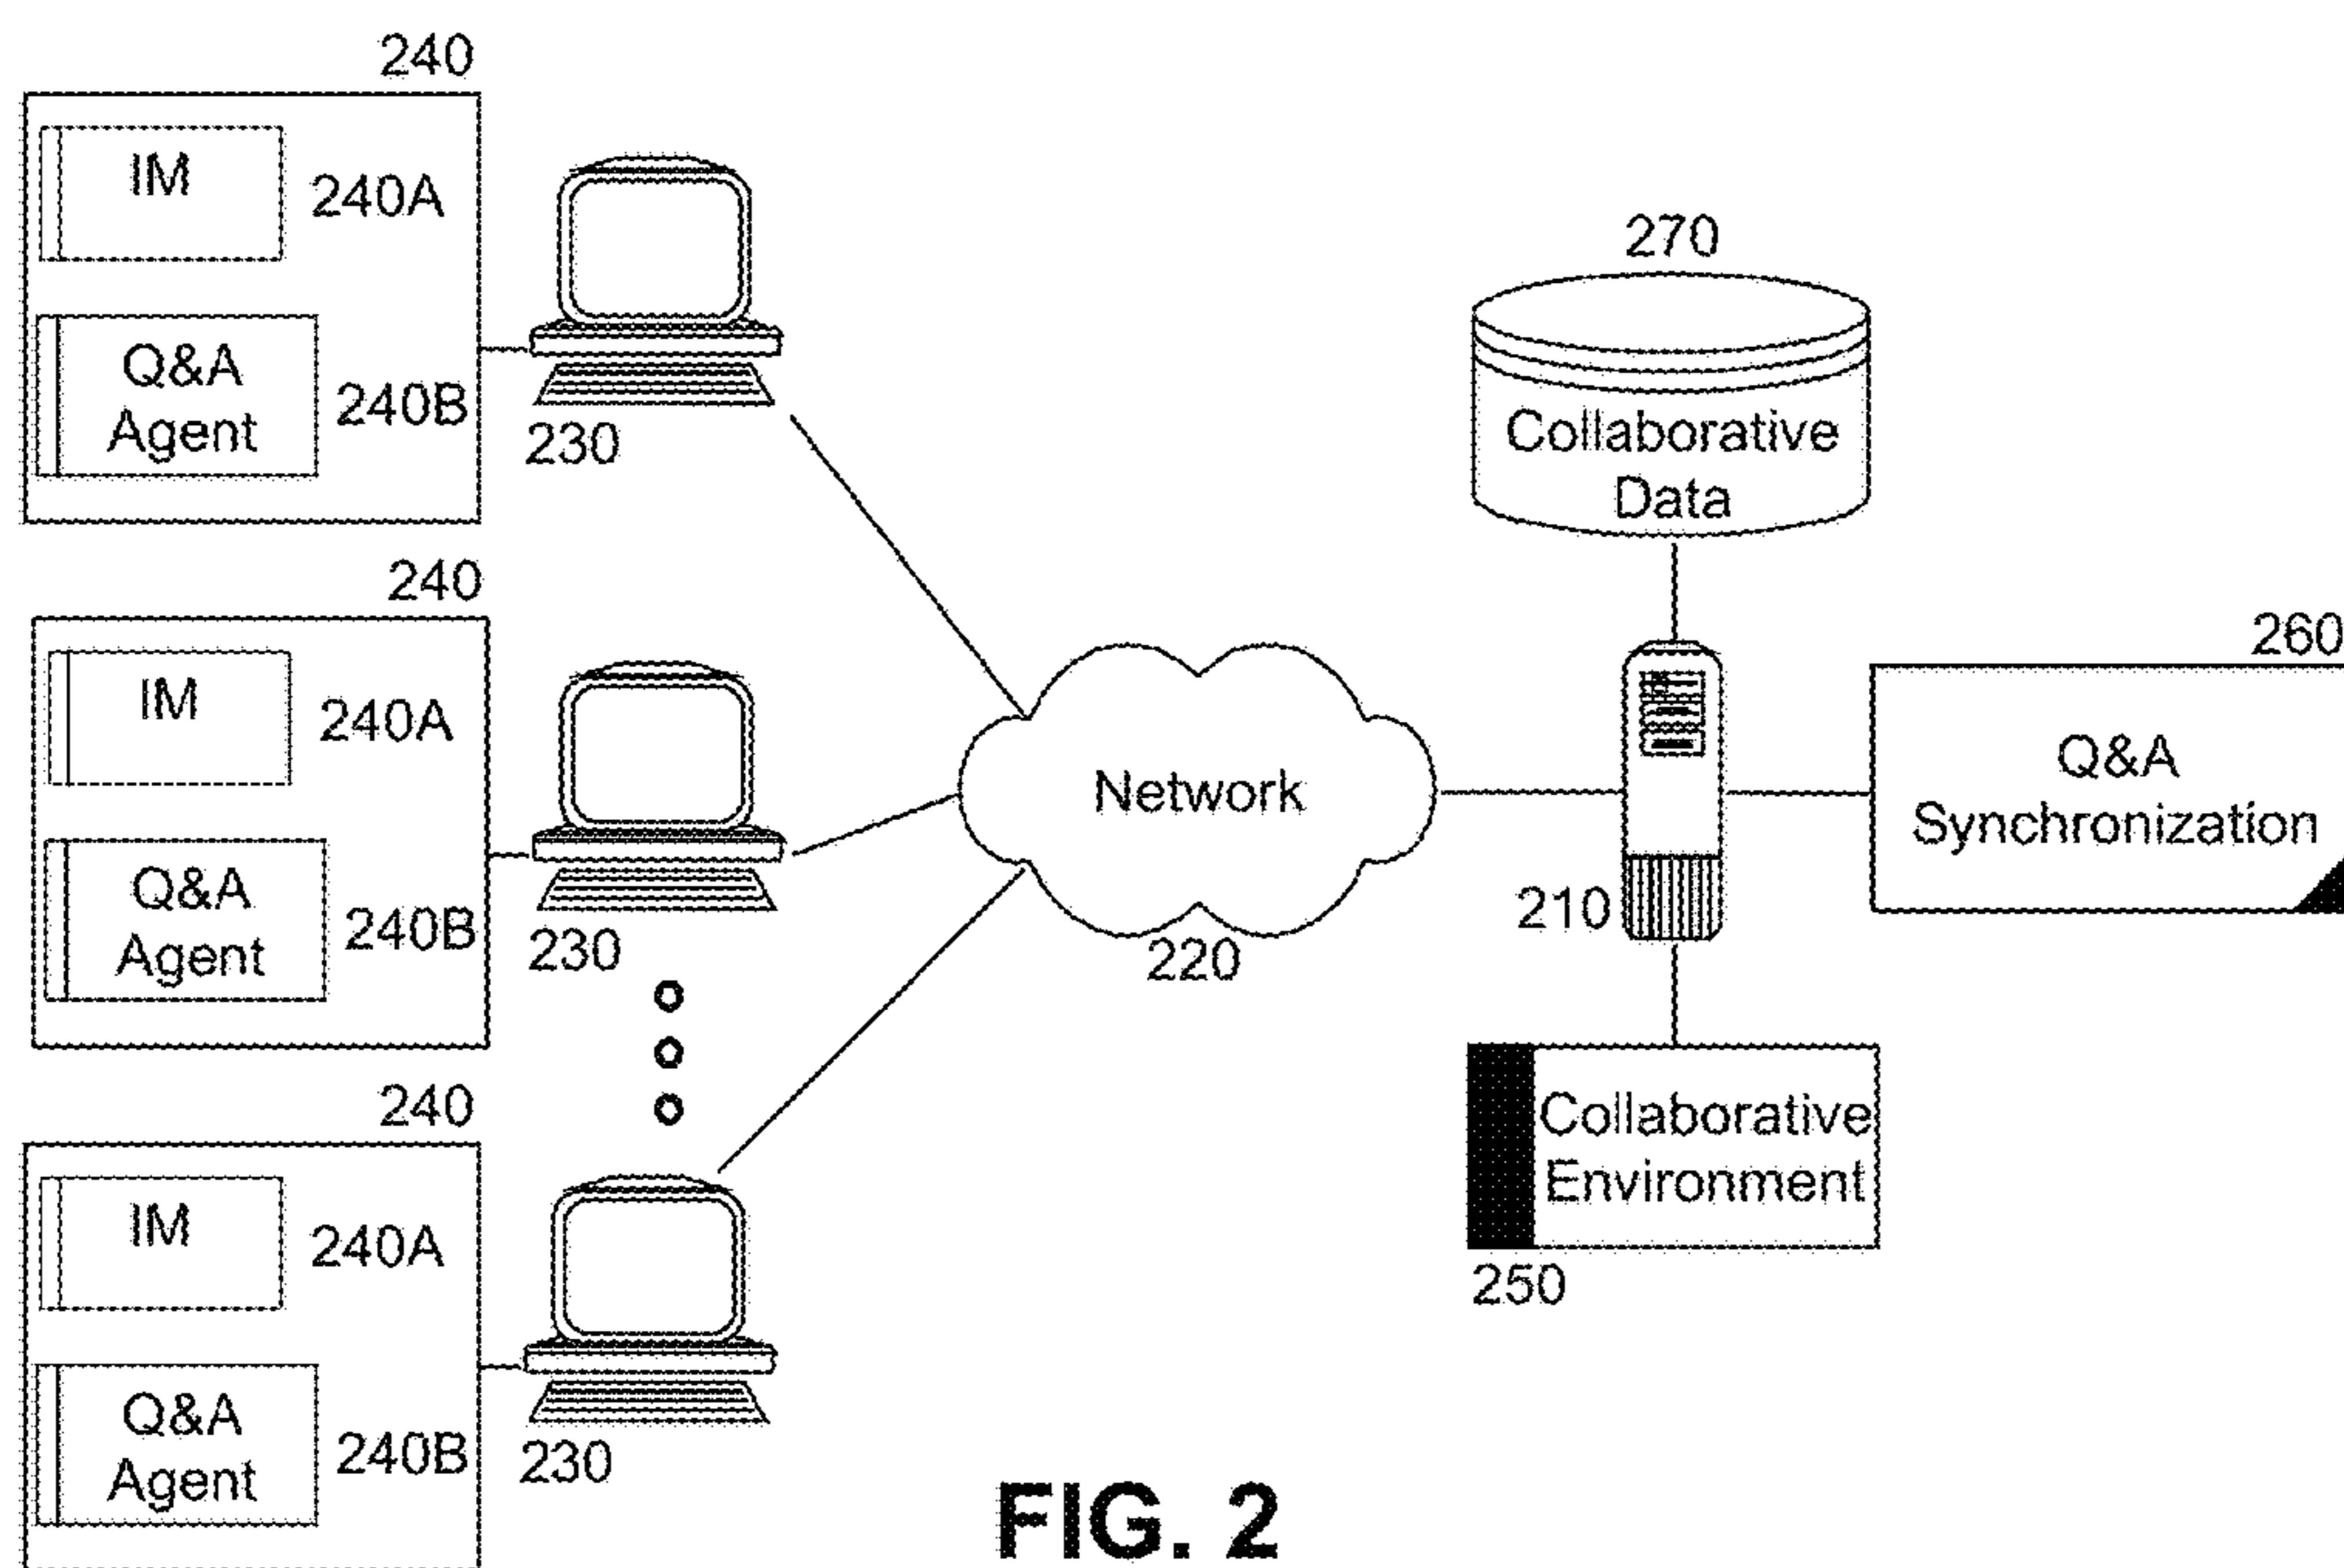 240
IM
240A
Q&A
Agent
240B
230
240
IM
240A
Q&A
Agent
240B
230
240
IM
240A
Q&A
Agent
240B
230
Network
220
270
Collaborative
Data
210
260
Q&A
Synchronization
Collaborative
Environment
250
FIG. 2